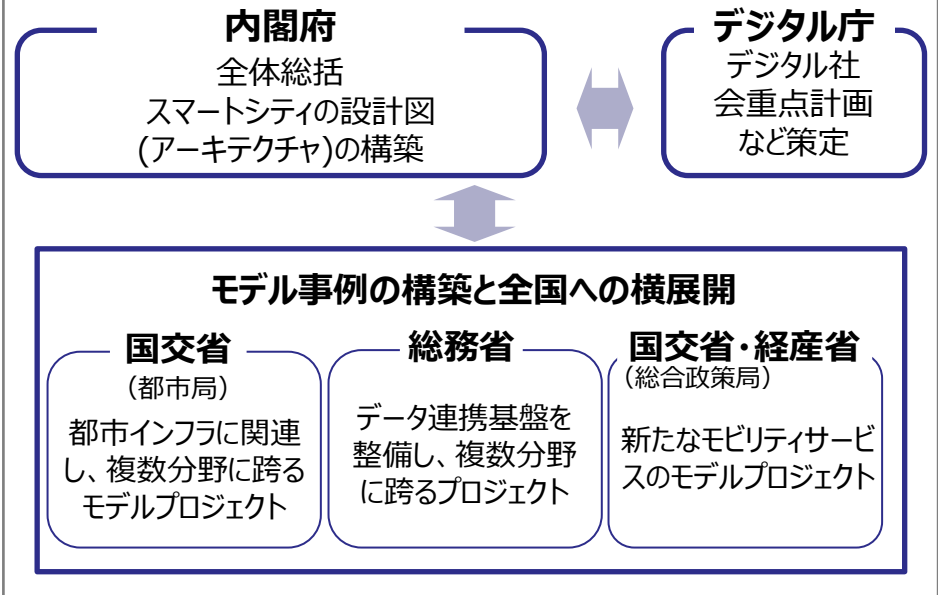 内閣府
全体総括
スマートシティの設計図
(アーキテクチャ)の構築
デジタル庁
デジタル社
会重点計画
など策定
モデル事例の構築と全国への横展開
国交省
（都市局）
都市インフラに関連
し、複数分野に跨る
モデルプロジェクト
総務省
データ連携基盤を
整備し、複数分野
に跨るプロジェクト
国交省・経産省
（総合政策局）
新たなモビリティサービ
スのモデルプロジェクト